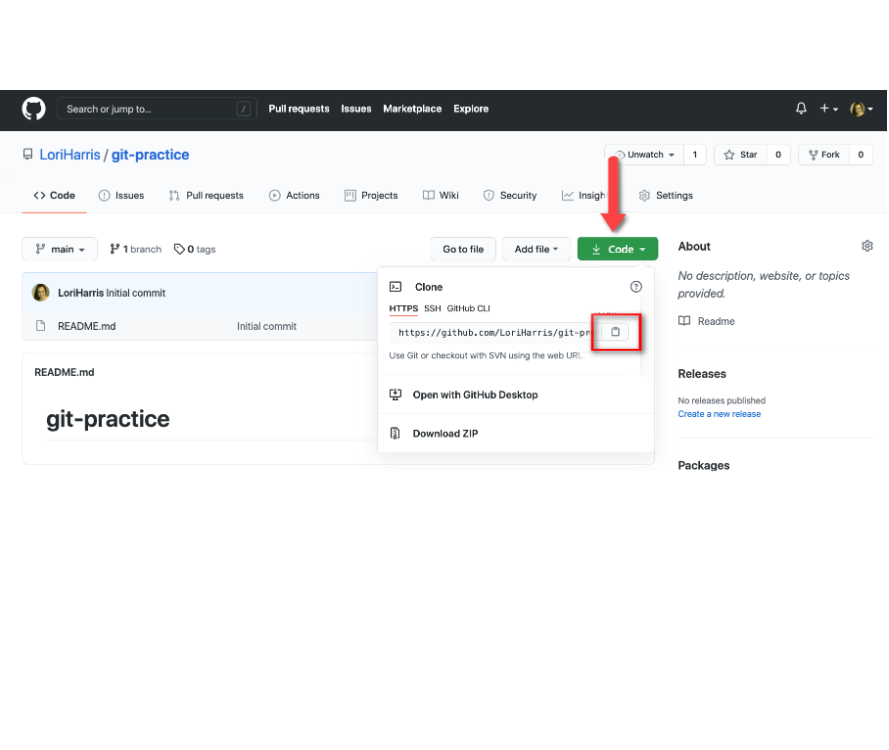 Search or jump to... /
Pull requests Issues Marketplace Explore
LoriHarris / git-practice
Unwatch 1 Star 0 Fork 0
Code Issues Pull requests Actions Projects Wiki Security Settings
main 1 branch 0 tags
Go to file Add file Code
LoriHarris Initial commit
README.md Initial commit
README.md
git-practice
Clone
HTTPS SSH GitHub CLI
https://github.com/LoriHarris/git-pr
Use Git or checkout with SVN using the web URL.
Open with GitHub Desktop
Download ZIP
About
No description, website, or topics
provided.
Readme
Releases
No releases published
Create a new release
Packages